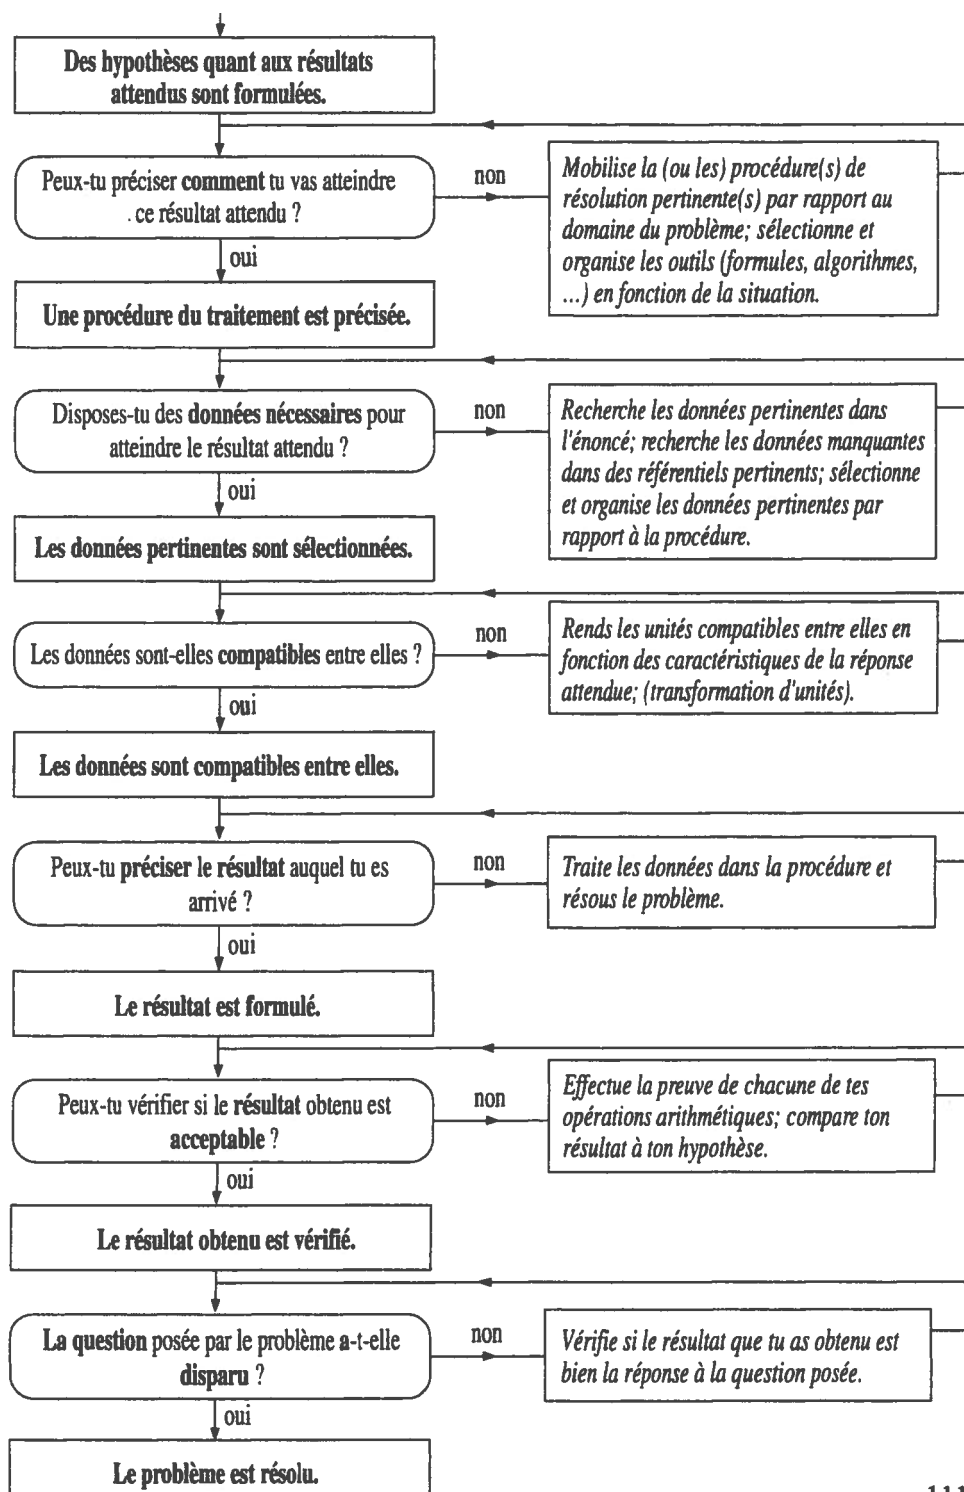 Des hypothèses quant aux résultats
attendus sont formulées.
Peux-tu préciser comment tu vas atteindre
ce résultat attendu ?
non
Mobilise la (ou les) procédure(s) de
résolution pertinente(s) par rapport au
domaine du problème; sélectionne et
organise les outils (formules, algorithmes,
...) en fonction de la situation.
oui
Une procédure du traitement est précisée.
Disposes-tu des données nécessaires pour
atteindre le résultat attendu ?
non
Recherche les données pertinentes dans
l'énoncé; recherche les données manquantes
dans des référentiels pertinents; sélectionne
et organise les données pertinentes par
rapport à la procédure.
oui
Les données pertinentes sont sélectionnées.
Les données sont-elles compatibles entre elles ?
non
Rends les unités compatibles entre elles en
fonction des caractéristiques de la réponse
attendue; (transformation d'unités).
oui
Les données sont compatibles entre elles.
Peux-tu préciser le résultat auquel tu es
arrivé ?
non
Traite les données dans la procédure et
résous le problème.
oui
Le résultat est formulé.
Peux-tu vérifier si le résultat obtenu est
acceptable ?
non
Effectue la preuve de chacune de tes
opérations arithmétiques; compare ton
résultat à ton hypothèse.
oui
Le résultat obtenu est vérifié.
La question posée par le problème a-t-elle
disparu ?
non
Vérifie si le résultat que tu as obtenu est
bien la réponse à la question posée.
oui
Le problème est résolu.